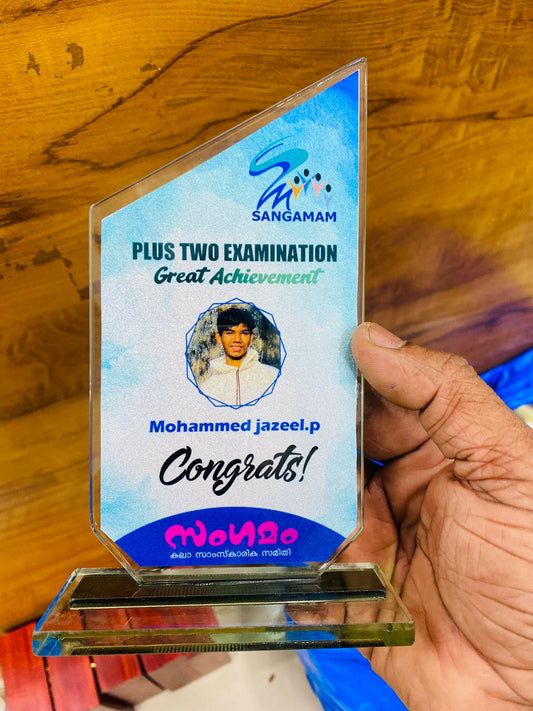 SANGAMAM
PLUS TWO EXAMINATION
Great Achievement
Mohammed jazeel.p
Congrats!
സംഗമം
കലാ സാംസ്കാരിക സമിതി